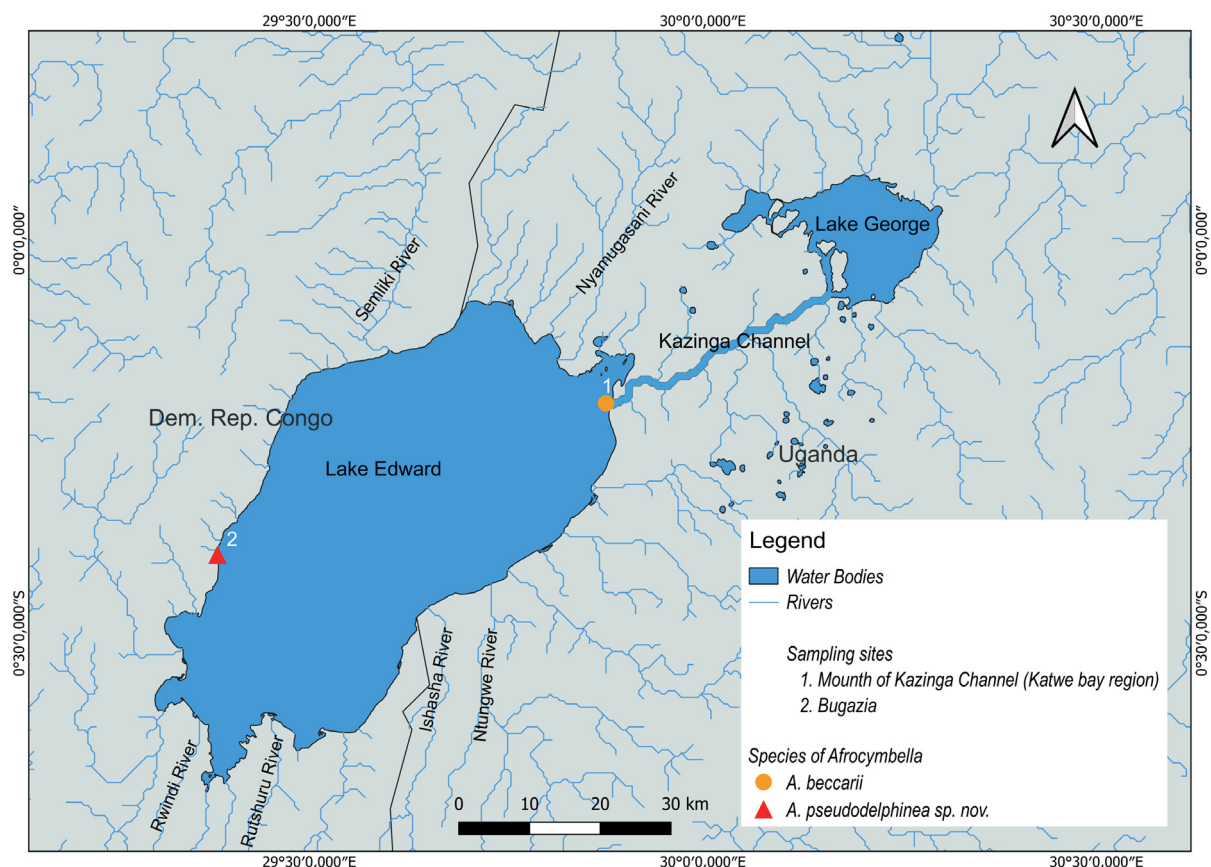 29°30′0,000″E
30°0′0,000″E
30°30′0,000″E
0°0′0,000″
0°0′0,000″
Semliki River
Nyamugasani River
Lake George
Kazinga Channel
1
Dem. Rep. Congo
Lake Edward
Uganda
2
0°30′0,000″S
0°30′0,000″S
Ishasha River
Ntungwe River
Rwindi River
Rutshuru River
Legend
Water Bodies
Rivers
Sampling sites
1. Mounth of Kazinga Channel (Katwe bay region)
2. Bugazia
Species of Afrocymbella
A. beccarii
A. pseudodelphinea sp. nov.
0 10 20 30 km
29°30′0,000″E
30°0′0,000″E
30°30′0,000″E